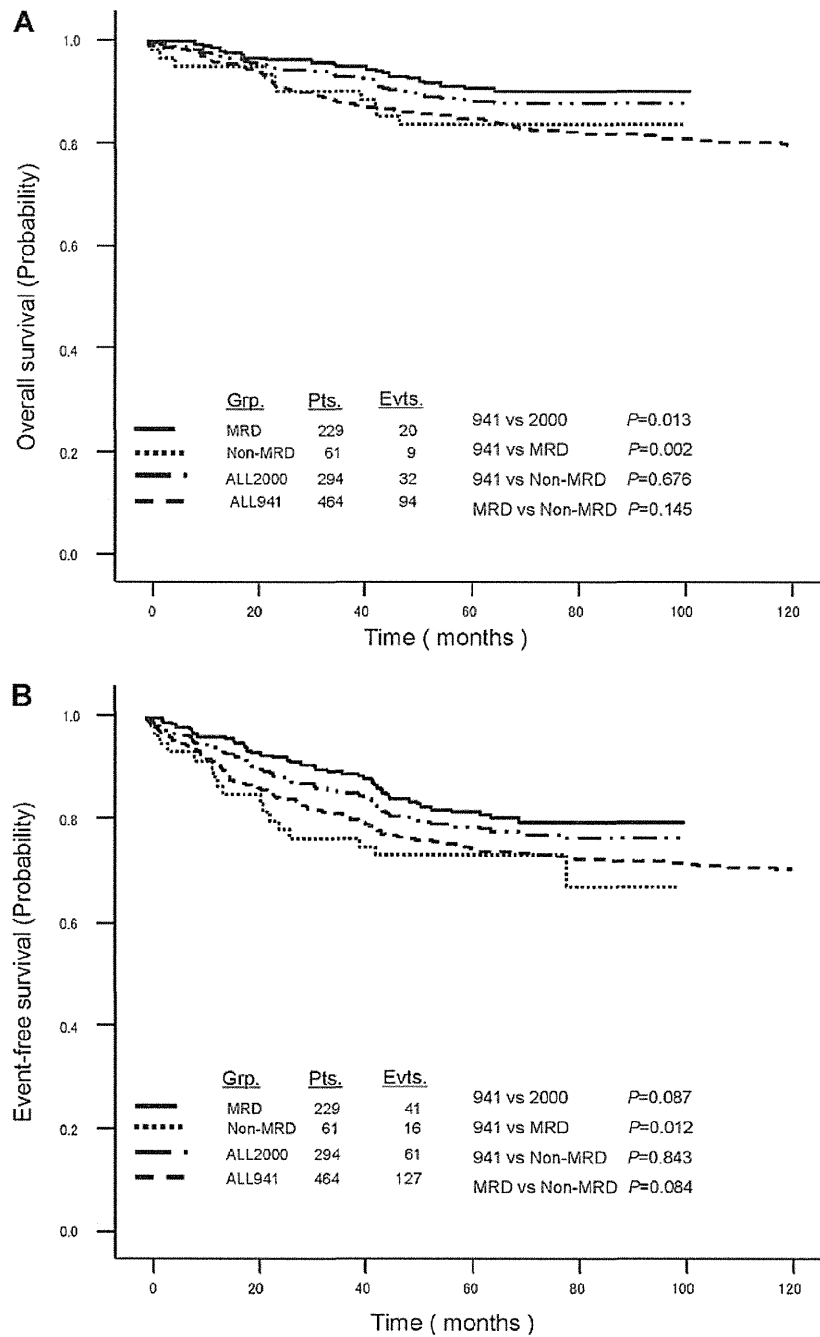 A
Overall survival (Probability)
1.0
0.8
0.6
0.4
0.2
0.0
Grp. Pts. Evts.
MRD 229 20
Non-MRD 61 9
ALL2000 294 32
ALL941 464 94
941 vs 2000 P=0.013
941 vs MRD P=0.002
941 vs Non-MRD P=0.676
MRD vs Non-MRD P=0.145
0 20 40 60 80 100 120
Time ( months )
B
Event-free survival (Probability)
1.0
0.8
0.6
0.4
0.2
0.0
Grp. Pts. Evts.
MRD 229 41
Non-MRD 61 16
ALL2000 294 61
ALL941 464 127
941 vs 2000 P=0.087
941 vs MRD P=0.012
941 vs Non-MRD P=0.843
MRD vs Non-MRD P=0.084
0 20 40 60 80 100 120
Time ( months )